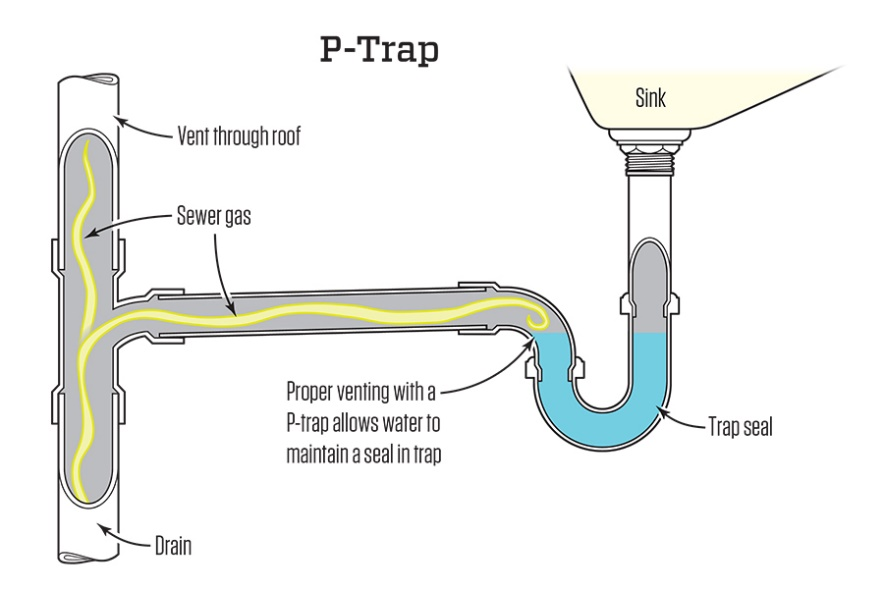 P-Trap
Sink
Vent through roof
Sewer gas
Proper venting with a
P-trap allows water to
maintain a seal in trap
Trap seal
Drain